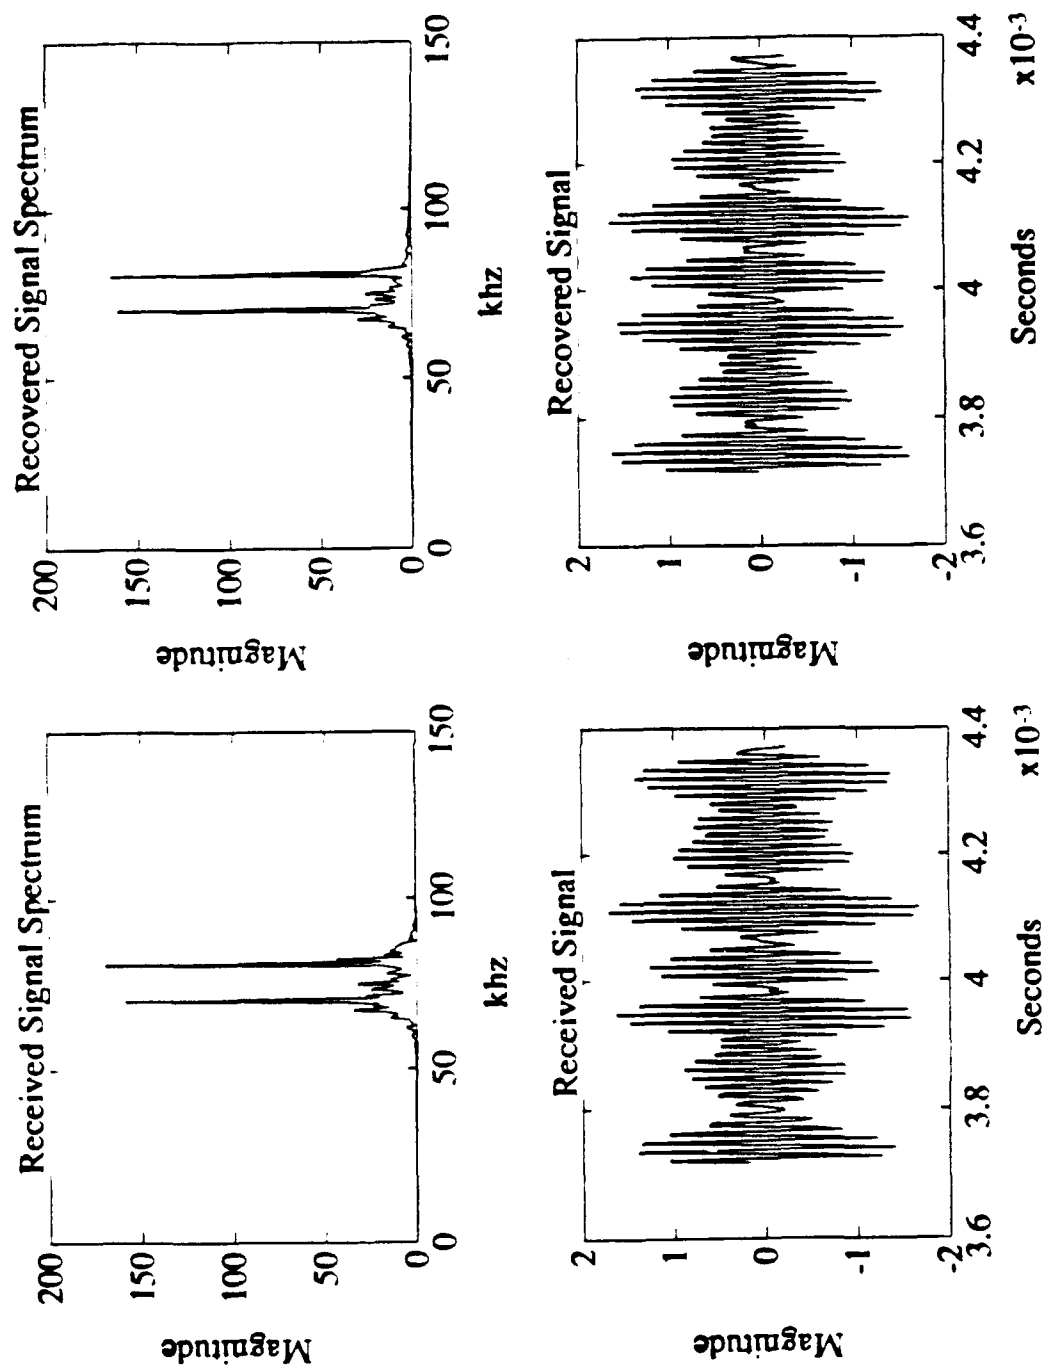 Received Signal Spectrum
Magnitude
200
150
100
50
0
0
50
100
150
khz
Recovered Signal Spectrum
Magnitude
200
150
100
50
0
0
50
100
150
khz
Received Signal
Magnitude
2
1
0
-1
-2
3.6
3.8
4
4.2
4.4
x10-3
Seconds
Recovered Signal
Magnitude
2
1
0
-1
-2
3.6
3.8
4
4.2
4.4
x10-3
Seconds